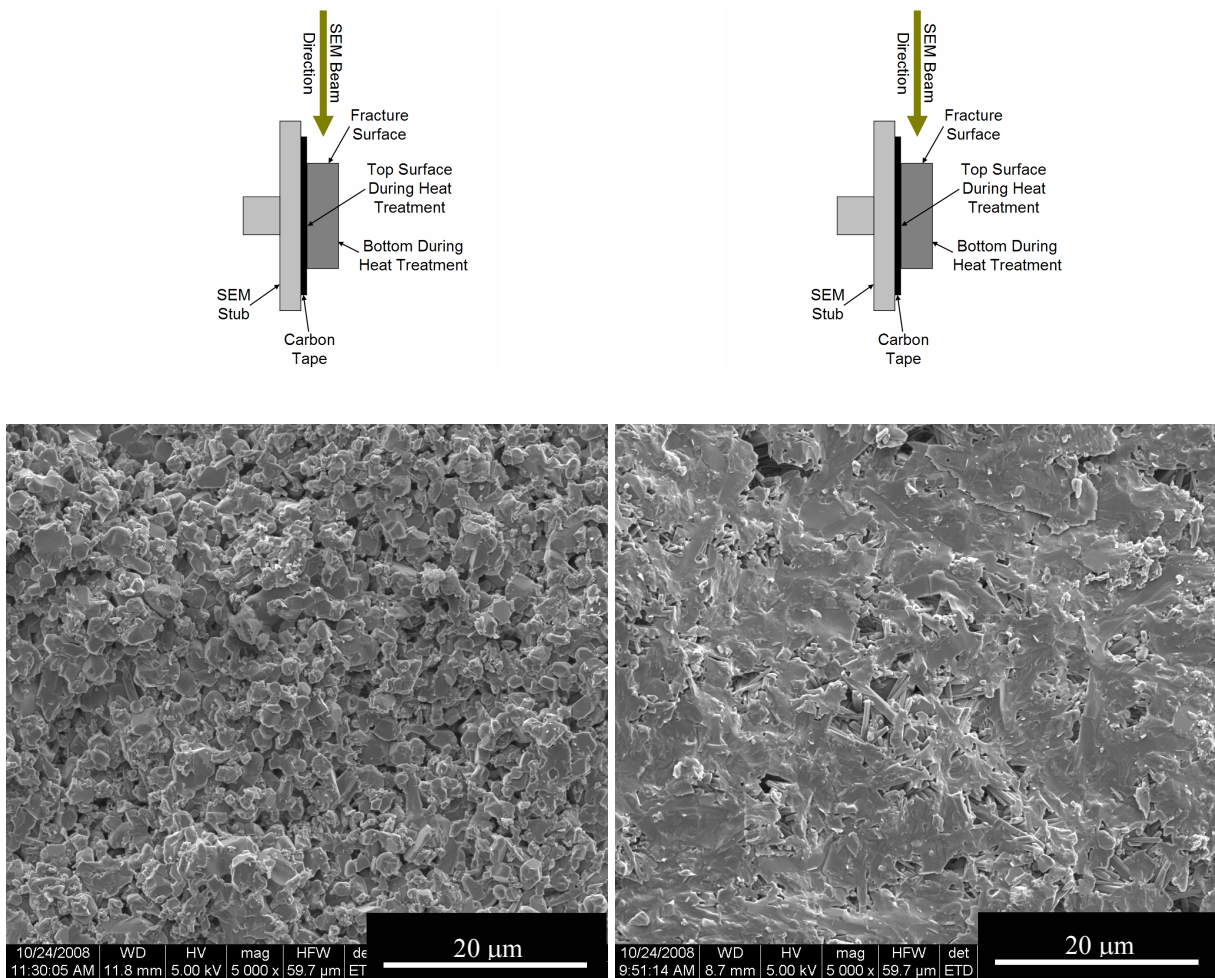 SEM Beam
Direction
Fracture
Surface
Top Surface
During Heat
Treatment
Bottom During
Heat Treatment
SEM
Stub
Carbon
Tape
SEM Beam
Direction
Fracture
Surface
Top Surface
During Heat
Treatment
Bottom During
Heat Treatment
SEM
Stub
Carbon
Tape
10/24/2008 WD HV mag HFW de
11:30:05 AM 11.8 mm 5.00 kV 5 000 x 59.7 µm ET
20 µm
10/24/2008 WD HV mag HFW det
9:51:14 AM 8.7 mm 5.00 kV 5 000 x 59.7 µm ETD
20 µm